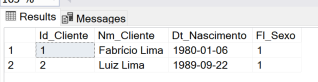 Results Messages
Id_Cliente Nm_Cliente Dt_Nascimento Fl_Sexo
1 1 Fabrício Lima 1980-01-06 1
2 2 Luiz Lima 1989-09-22 1